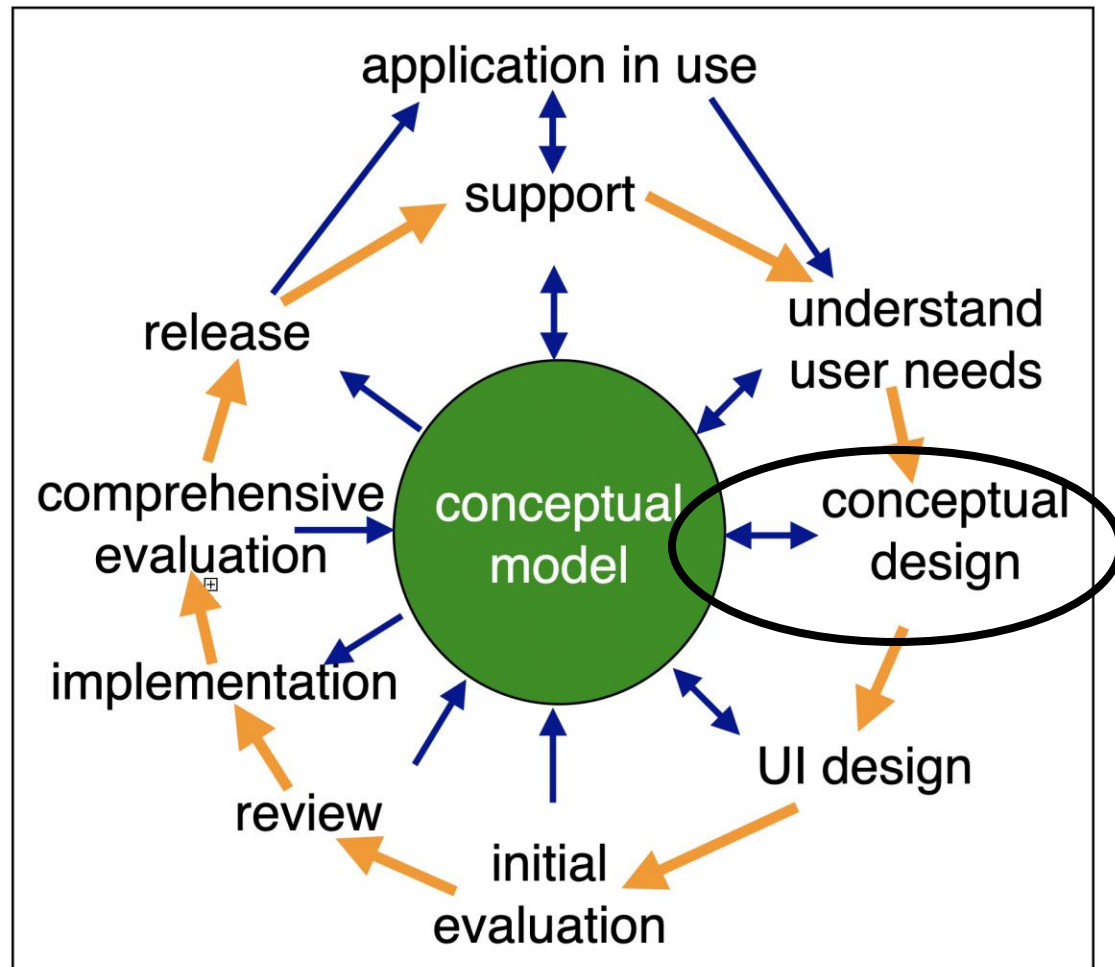 application in use
support
understand
user needs
conceptual
design
UI design
initial
evaluation
review
implementation
comprehensive
evaluation
release
conceptual
model